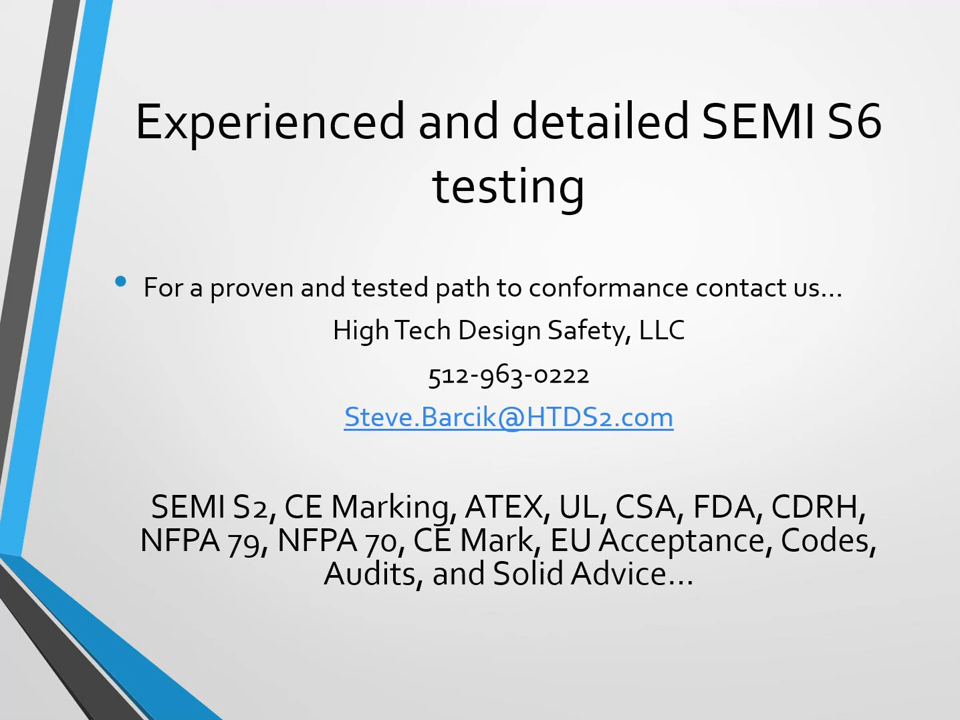 Experienced and detailed SEMI S6
testing
• For a proven and tested path to conformance contact us...
High Tech Design Safety, LLC
512-963-0222
Steve.Barcik@HTDS2.com
SEMI S2, CE Marking, ATEX, UL, CSA, FDA, CDRH,
NFPA 79, NFPA 70, CE Mark, EU Acceptance, Codes,
Audits, and Solid Advice...